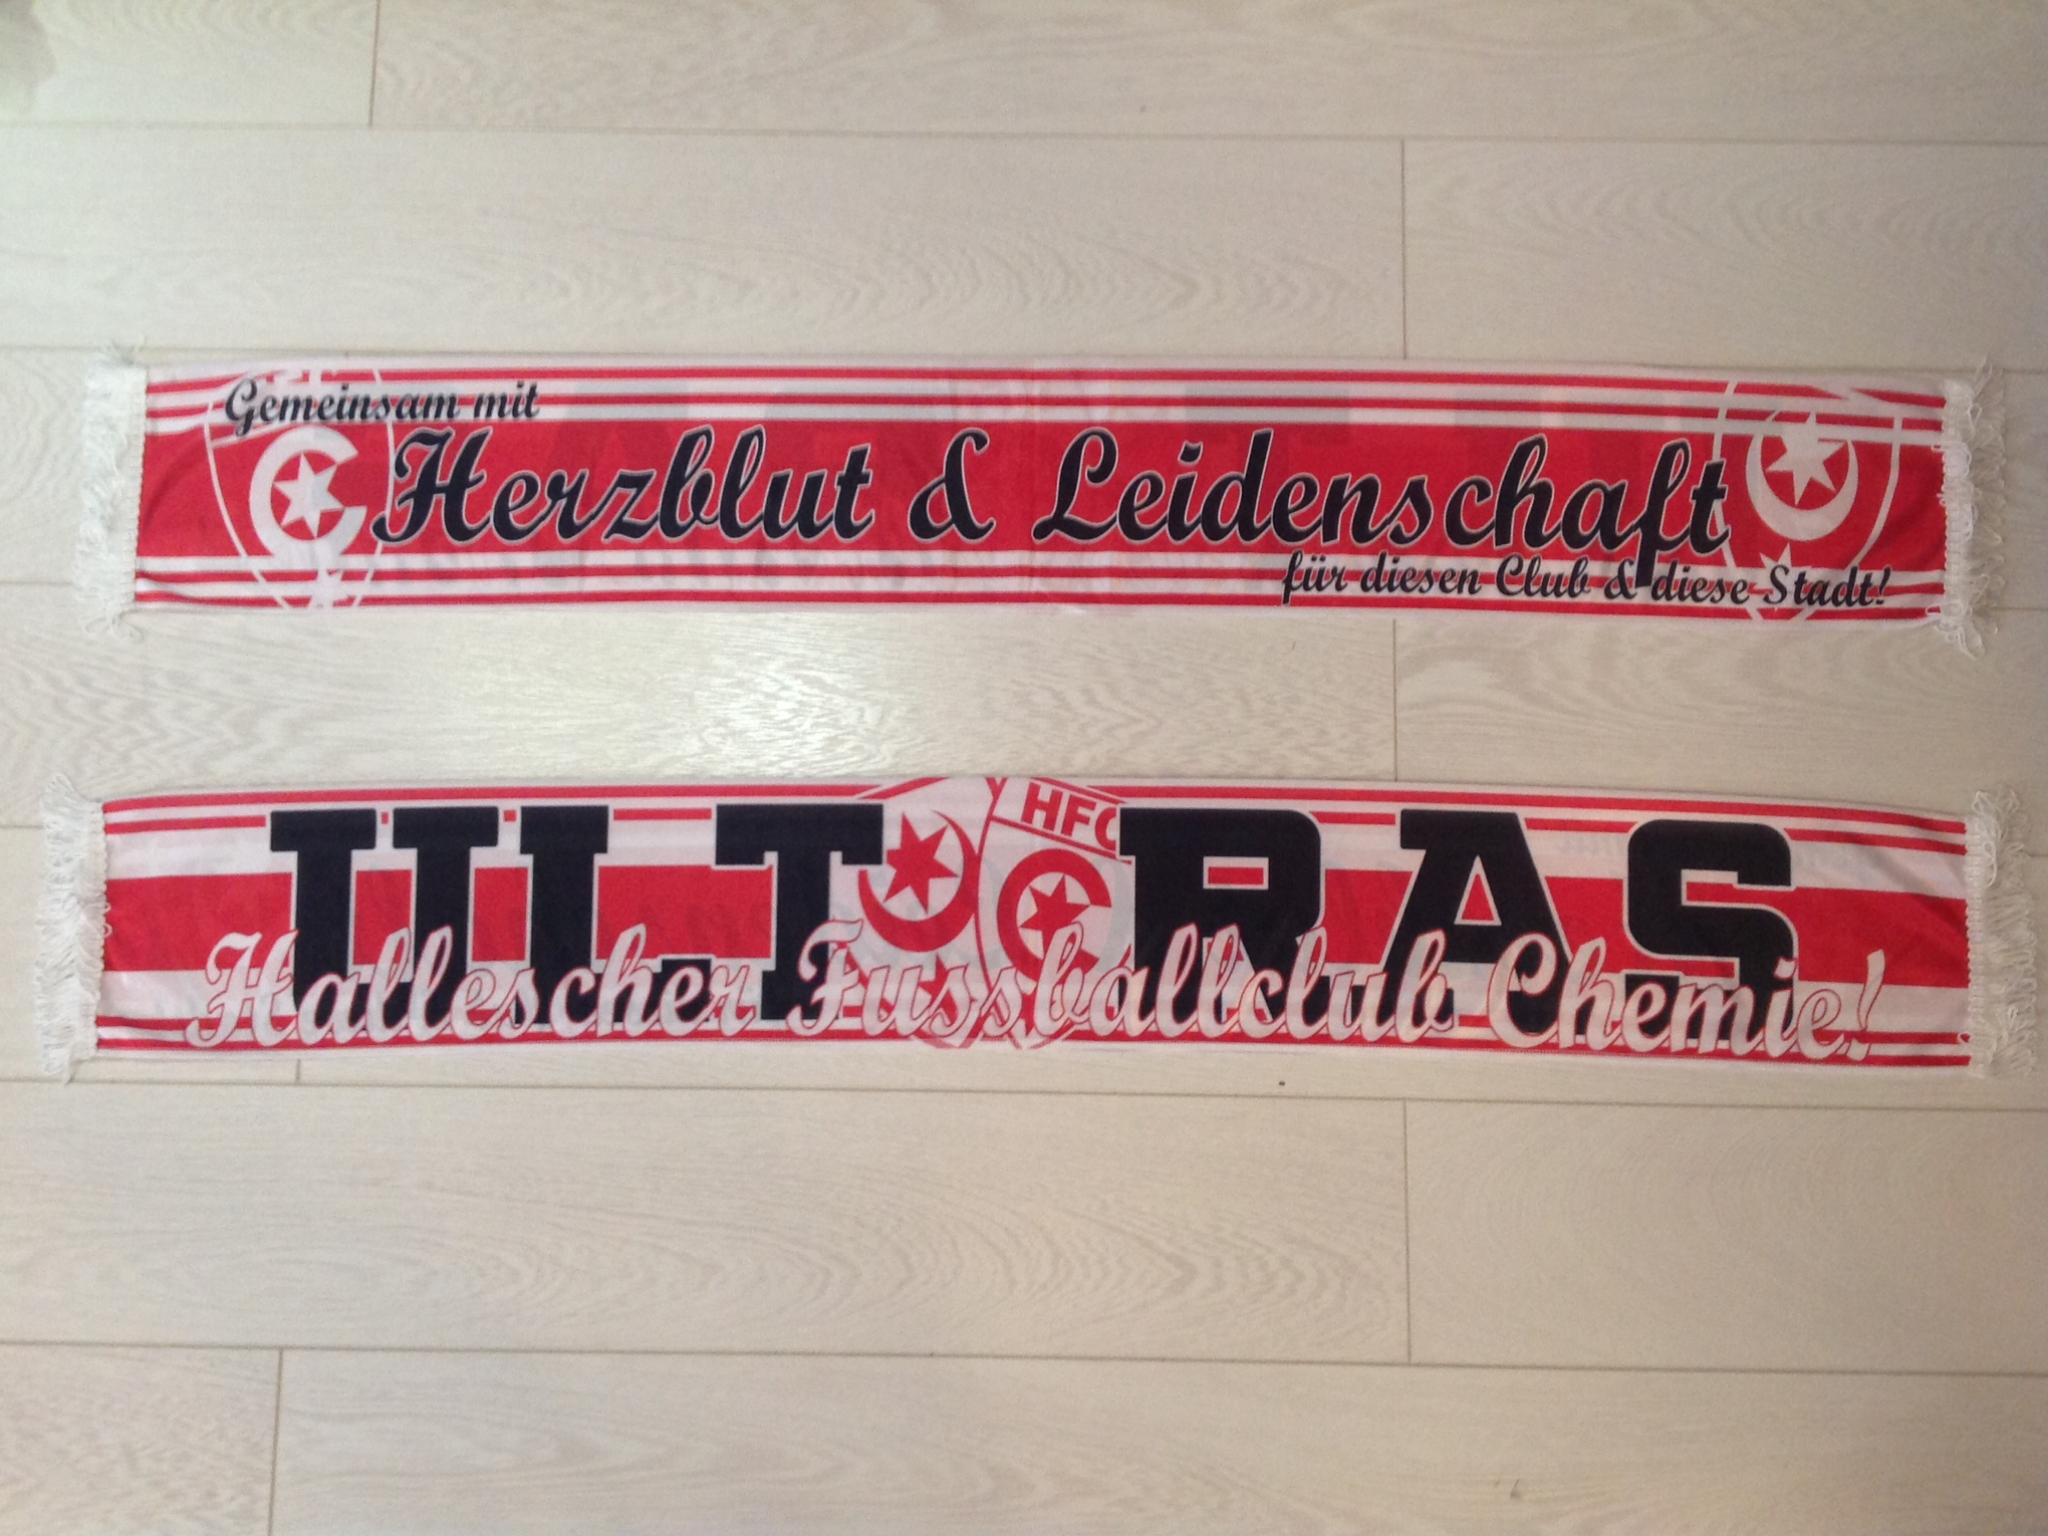 Gemeinsam mit
Herzblut & Leidenschaft
für diesen Club & diese Stadt!
HFC
ULTRAS
Hallescher Fussballclub Chemie!